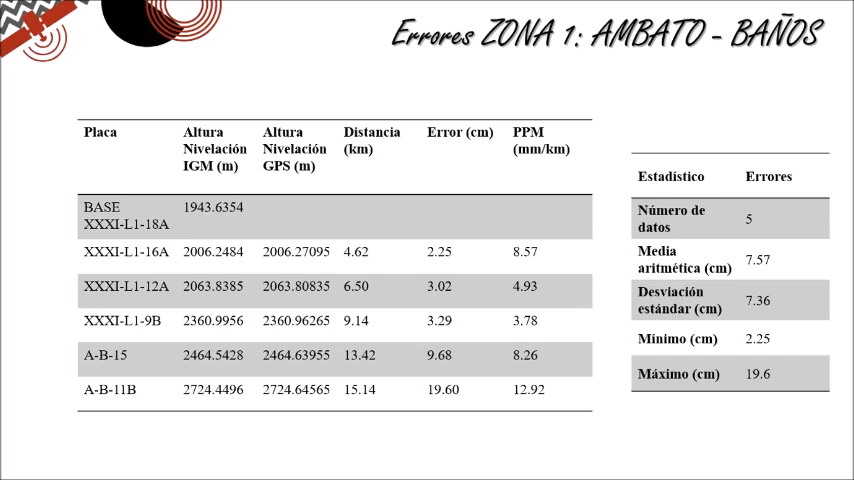 Errores ZONA 1: AMBATO - BAÑOS
Placa Altura Nivelación IGM (m) Altura Nivelación GPS (m) Distancia (km) Error (cm) PPM (mm/km)
BASE XXXI-L1-18A 1943.6354
XXXI-L1-16A 2006.2484 2006.27095 4.62 2.25 8.57
XXXI-L1-12A 2063.8385 2063.80835 6.50 3.02 4.93
XXXI-L1-9B 2360.9956 2360.96265 9.14 3.29 3.78
A-B-15 2464.5428 2464.63955 13.42 9.68 8.26
A-B-11B 2724.4496 2724.64565 15.14 19.60 12.92
Estadístico Errores
Número de datos 5
Media aritmética (cm) 7.57
Desviación estándar (cm) 7.36
Mínimo (cm) 2.25
Máximo (cm) 19.6